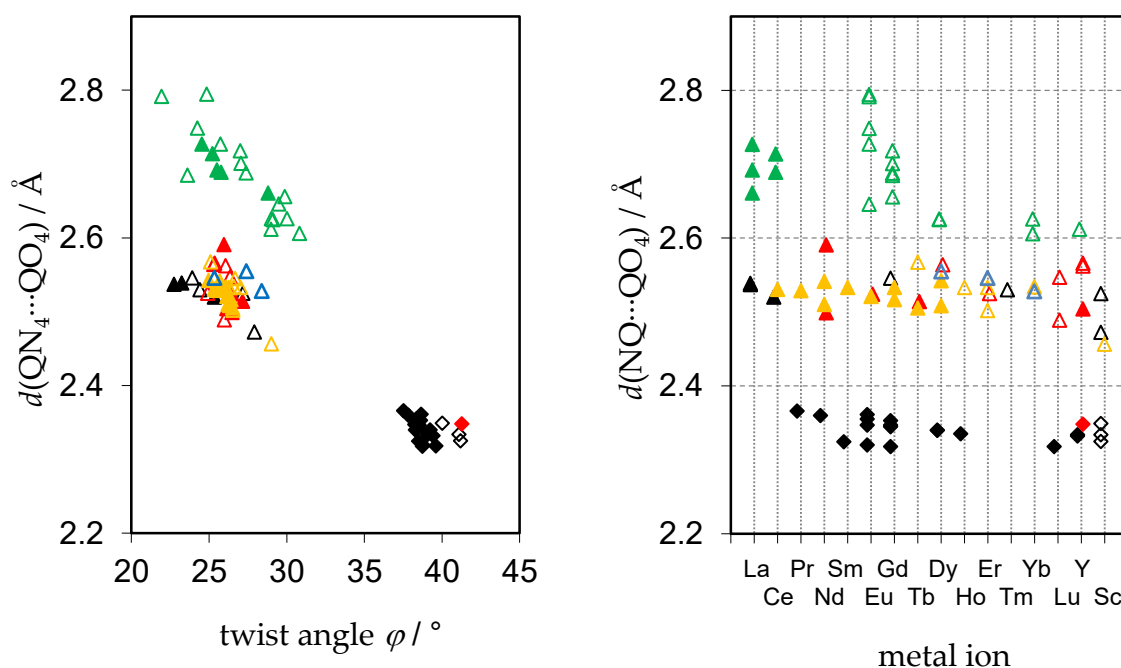 d(QN₄···QO₄) / Å
2.8
2.6
2.4
2.2
20 25 30 35 40 45
twist angle φ / °
d(NQ···QO₄) / Å
2.8
2.6
2.4
2.2
La Pr Sm Gd Dy Er Yb Y
Ce Nd Eu Tb Ho Tm Lu Sc
metal ion